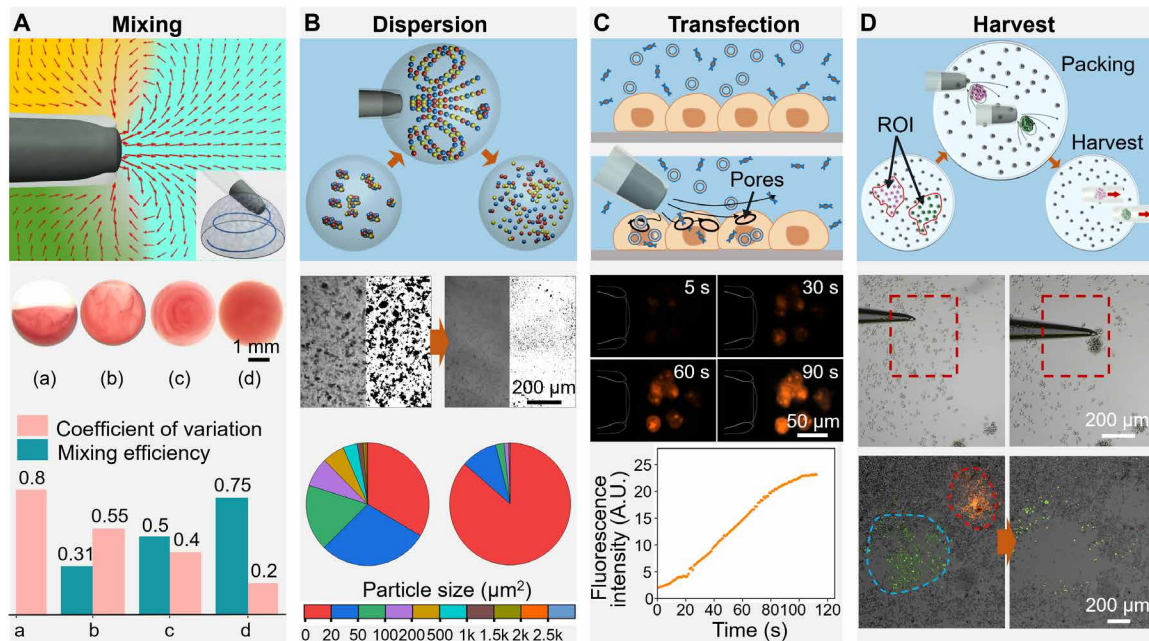 A Mixing
1 mm
(a) (b) (c) (d)
Coefficient of variation
Mixing efficiency
0.8
0.31
0.55
0.5
0.4
0.75
0.2
a b c d
B Dispersion
200 µm
Particle size (µm²)
0 20 50 100 200 500 1k 1.5k 2k 2.5k
C Transfection
Pores
5 s
30 s
60 s
90 s
50 µm
Fluorescence
intensity (A.U.)
25
20
15
10
5
0
0 20 40 60 80 100 120
Time (s)
D Harvest
Packing
ROI
Harvest
200 µm
200 µm